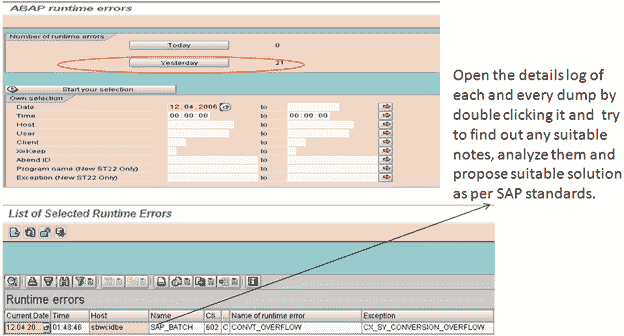 ABAP runtime errors
Number of runtime errors
Today 0
Yesterday 21
Start your selection
Own selection
Date 12.04.2006 to
Time 00:00:00 to 00:00:00
Host to
User to
Client to
XeKeep to
Abend ID to
Program name (New ST22 Only) to
Exception (New ST22 Only) to
Open the details log of
each and every dump by
double clicking it and try
to find out any suitable
notes, analyze them and
propose suitable solution
as per SAP standards.
List of Selected Runtime Errors
Runtime errors
Current Date Time Host Name Cli... C Name of runtime error Exception
12.04 20... 01:48:46 sbwcidbe SAP_BATCH 602 C CONVT_OVERFLOW CX_SY_CONVERSION_OVERFLOW